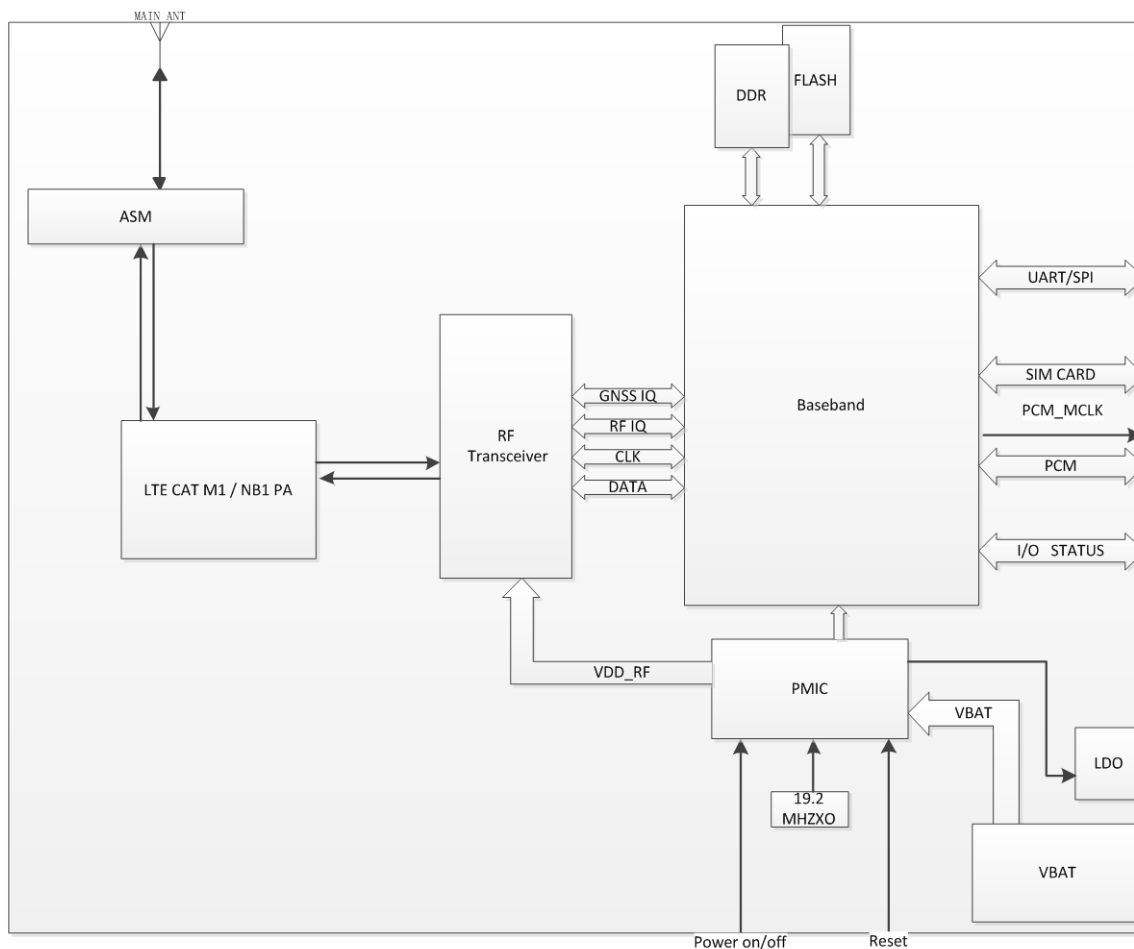 MAIN_ANT
FLASH
DDR
ASM
UART/SPI
SIM CARD
PCM_MCLK
PCM
I/O STATUS
Baseband
GNSS IQ
RF IQ
CLK
DATA
RF
Transceiver
LTE CAT M1 / NB1 PA
VDD_RF
PMIC
VBAT
LDO
19.2
MHZXO
VBAT
Power on/off
Reset